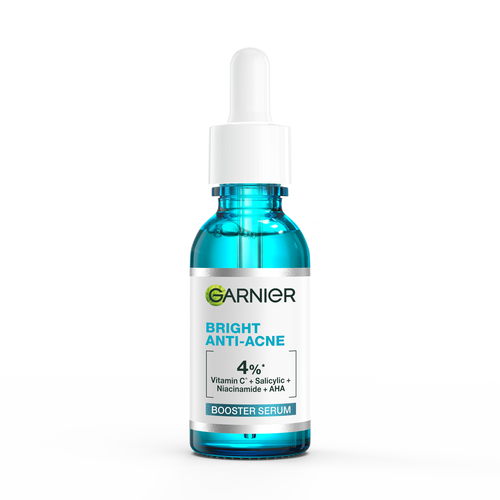 GARNIER
BRIGHT
ANTI-ACNE
4%*
Vitamin C* + Salicylic +
Niacinamide + AHA
BOOSTER SERUM